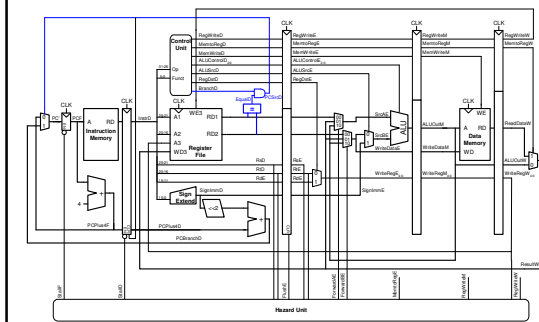 CLK
CLK
CLK
Control
Unit
RegWriteD
MemtoRegD
MemWriteD
ALUControlD
ALUSrcD
RegDstD
BranchD
Op
Funct
RegWriteE
MemtoRegE
MemWriteE
ALUControlE
ALUSrcE
RegDstE
RegWriteM
MemtoRegM
MemWriteM
RegWriteW
MemtoRegW
EqualD
PCSrcD
=
CLK
CLK
CLK
WE3
CLK
WE
0
1
PC'
PCF
A
RD
Instruction
Memory
InstrD
A1
A2
A3
WD3
RD1
RD2
Register
File
SrcAE
SrcBE
ALU
ALUOutM
A
RD
Data
Memory
WD
ReadDataW
ALUOutW
WriteDataE
WriteDataM
WriteRegE
WriteRegM
WriteRegW
RsD
RtD
RsE
RtE
RdE
Sign
Extend
SignImmD
SignImmE
<<2
+
+
4
PCPlus4F
PCPlus4D
PCBranchD
ResultW
StallF
StallD
FlushE
ForwardAE
ForwardBE
MemtoRegE
RegWriteM
RegWriteW
Hazard Unit